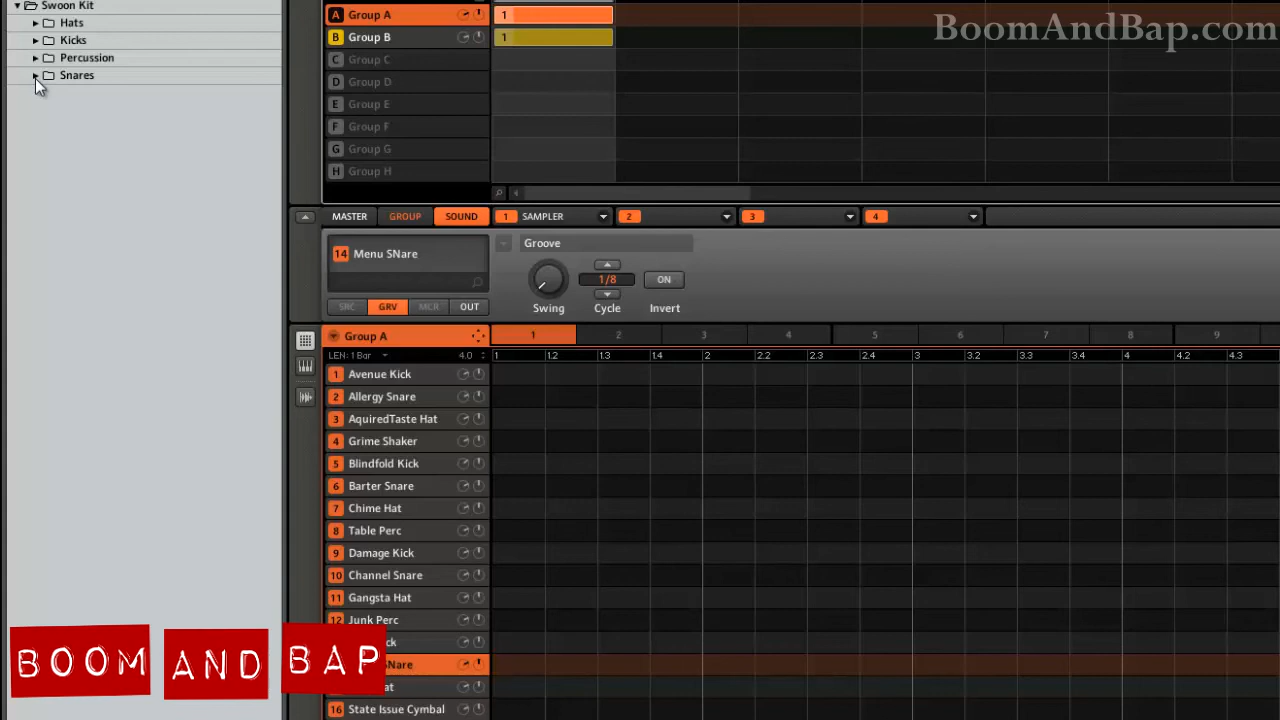 Swoon Kit
Hats
Kicks
Percussion
Snares
A Group A 1
B Group B 1
C Group C
D Group D
E Group E
F Group F
G Group G
H Group H
BoomAndBap.com
MASTER GROUP SOUND 1 SAMPLER 2 3 4
14 Menu SNare
Groove
1/8 ON
Swing Cycle Invert
SRC GRV MCR OUT
Group A 1 2 3 4 5 6 7 8 9
LEN: 1 Bar 4.0 1 1.2 1.3 1.4 2 2.2 2.3 2.4 3 3.2 3.3 3.4 4 4.2 4.3
1 Avenue Kick
2 Allergy Snare
3 AquiredTaste Hat
4 Grime Shaker
5 Blindfold Kick
6 Barter Snare
7 Chime Hat
8 Table Perc
9 Damage Kick
10 Channel Snare
11 Gangsta Hat
12 Junk Perc
ck
SNare
at
16 State Issue Cymbal
BOOM AND BAP